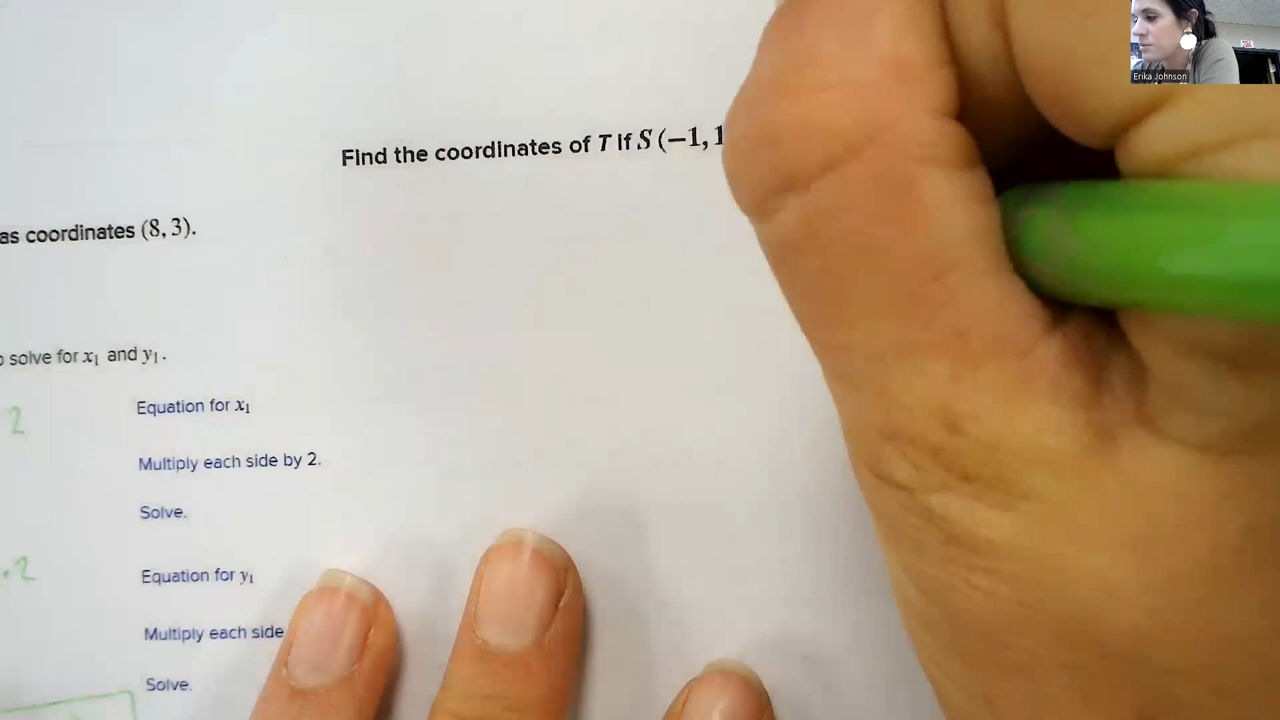 Find the coordinates of T if S (−1, 1
as coordinates (8, 3).
solve for x₁ and y₁.
2
Equation for x₁
Multiply each side by 2.
Solve.
.2
Equation for y₁
Multiply each side
Solve.
Erika Johnson